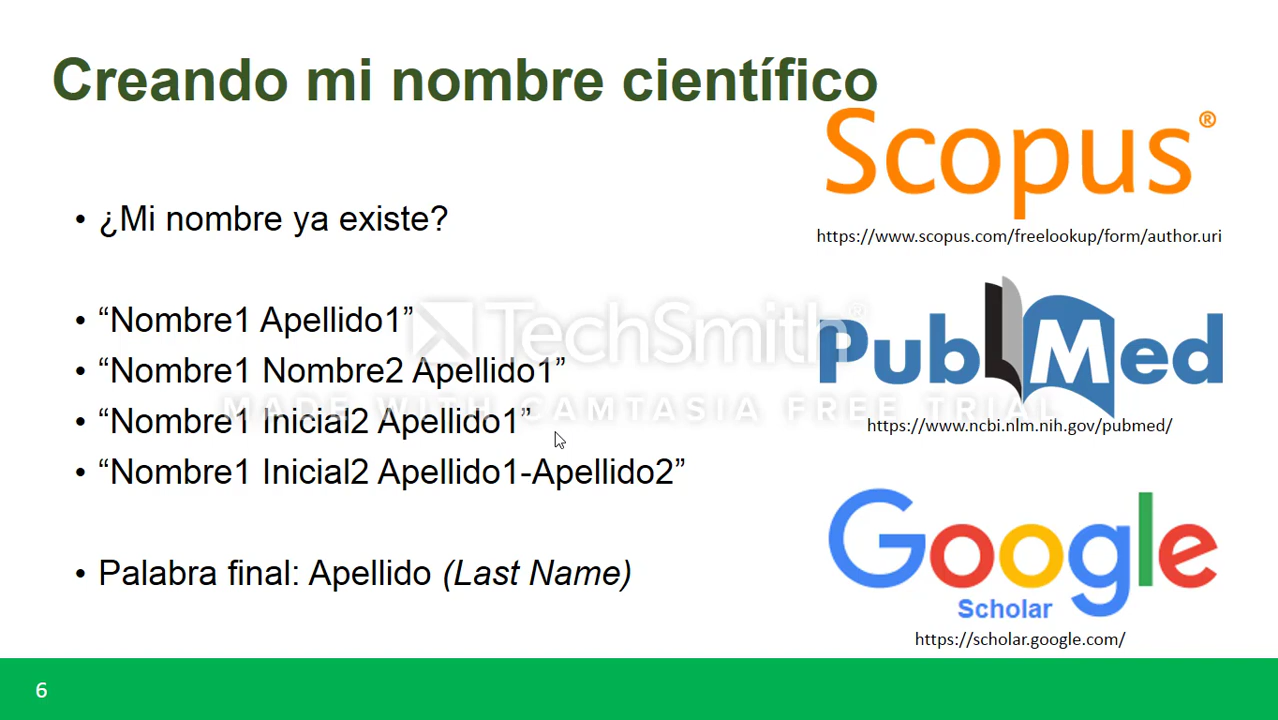 Creando mi nombre científico
Scopus®
https://www.scopus.com/freelookup/form/author.uri
• ¿Mi nombre ya existe?
• “Nombre1 Apellido1”
• “Nombre1 Nombre2 Apellido1”
• “Nombre1 Inicial2 Apellido1”
• “Nombre1 Inicial2 Apellido1-Apellido2”
• Palabra final: Apellido (Last Name)
TechSmith®
MADE WITH CAMTASIA FREE TRIAL
PubMed
https://www.ncbi.nlm.nih.gov/pubmed/
Google
Scholar
https://scholar.google.com/
6